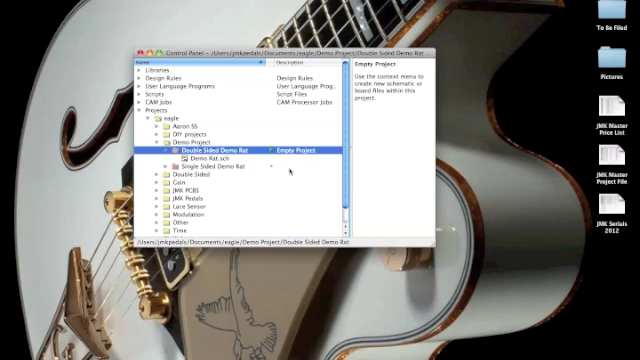 Control Panel - /Users/jmkpedals/Documents/eagle/Demo Project/Double Sided Demo Rat ...
Name
Description
Libraries
Design Rules
Design Rules
User Language Programs
User Language Prog...
Scripts
Script Files
CAM Jobs
CAM Processor Jobs
Projects
eagle
Aaron SS
DIY projects
Demo Project
Double Sided Demo Rat
Empty Project
Demo Rat.sch
Single Sided Demo Rat
Double Sided
Gain
JMK PCBS
JMK Pedals
Lace Sensor
Modulation
Other
Time
/Users/jmkpedals/Documents/eagle/Demo Project/Double Sided Demo Rat
Empty Project
Use the context menu to
create new schematic or
board files within this
project.
To Be Filed
Pictures
JMK Master
Price List
JMK Master
Project File
JMK Serials
2012